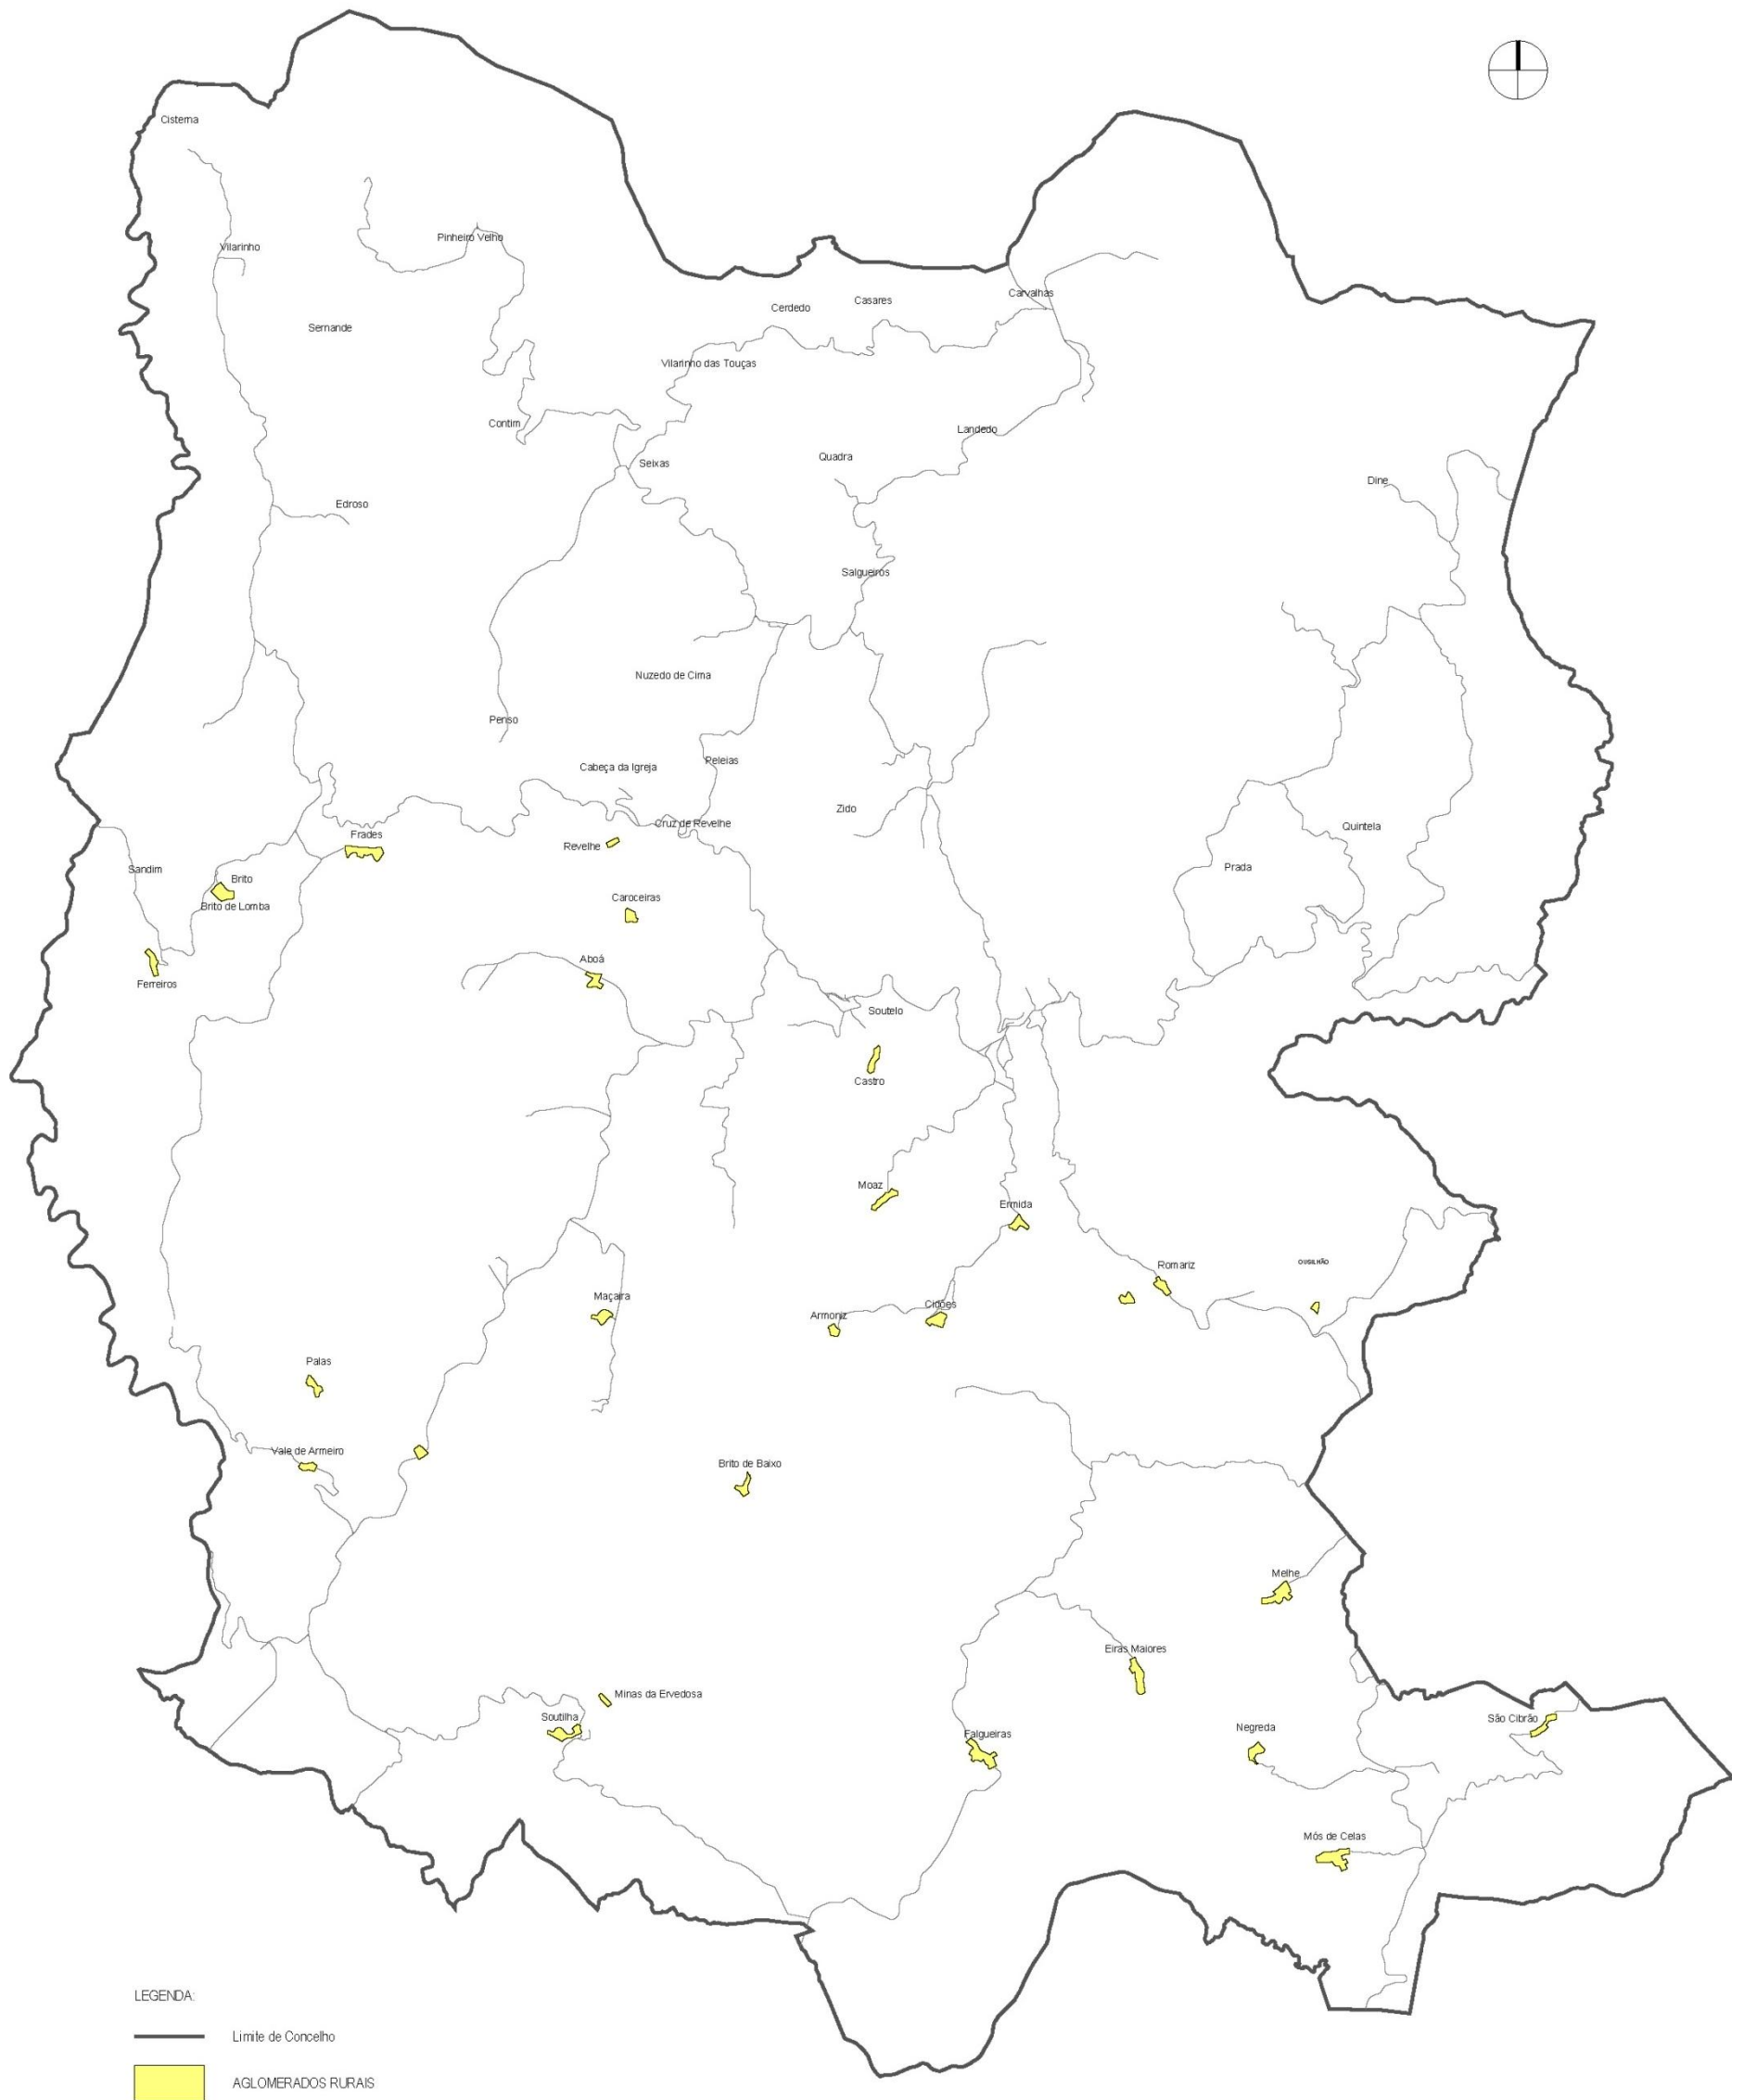 Cisterna
Vilarinho
Pinheiro Velho
Carvalhas
Casares
Cerdedo
Sernande
Vilarinho das Touças
Contim
Landedo
Quadra
Seixas
Dine
Edroso
Salgueiros
Nuzedo de Cima
Penso
Peleias
Cabeça da Igreja
Zido
Cruz de Revelhe
Quintela
Frades
Revelhe
Prada
Sandim
Brito
Caroceiras
Brito de Lomba
Aboá
Ferreiros
Soutelo
Castro
Moaz
Ermida
OUSILHÃO
Romariz
Maçaira
Cidões
Armoniz
Palas
Vale de Armeiro
Brito de Baixo
Melhe
Eiras Maiores
Minas da Ervedosa
Soutilha
São Cibrão
Negreda
Falgueiras
Mós de Celas
LEGENDA:
Limite de Concelho
AGLOMERADOS RURAIS